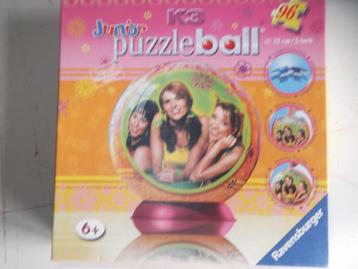 K3
Junior
puzzleball
96
6+
Ravensburger